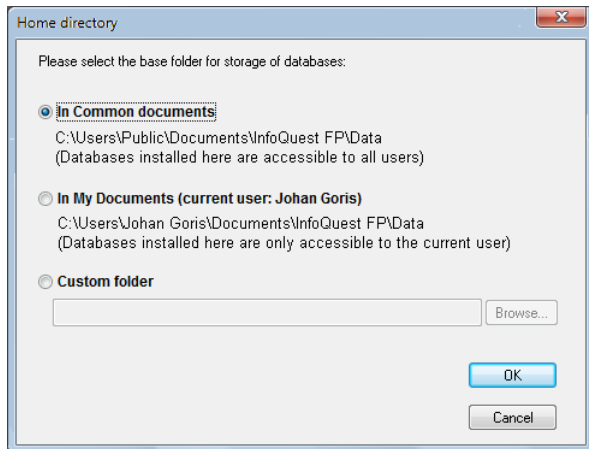 Home directory
Please select the base folder for storage of databases:
In Common documents
C:\Users\Public\Documents\InfoQuest FP\Data
(Databases installed here are accessible to all users)
In My Documents (current user: Johan Goris)
C:\Users\Johan Goris\Documents\InfoQuest FP\Data
(Databases installed here are only accessible to the current user)
Custom folder
Browse...
OK
Cancel